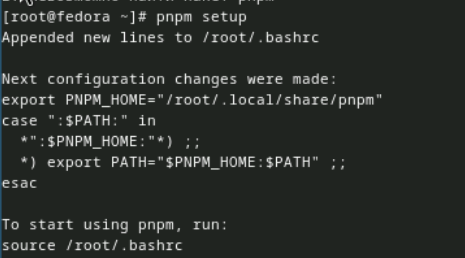 [root@fedora ~]# pnpm setup
Appended new lines to /root/.bashrc

Next configuration changes were made:
export PNPM_HOME="/root/.local/share/pnpm"
case ":$PATH:" in
  *":$PNPM_HOME:"*) ;;
  *) export PATH="$PNPM_HOME:$PATH" ;;
esac

To start using pnpm, run:
source /root/.bashrc